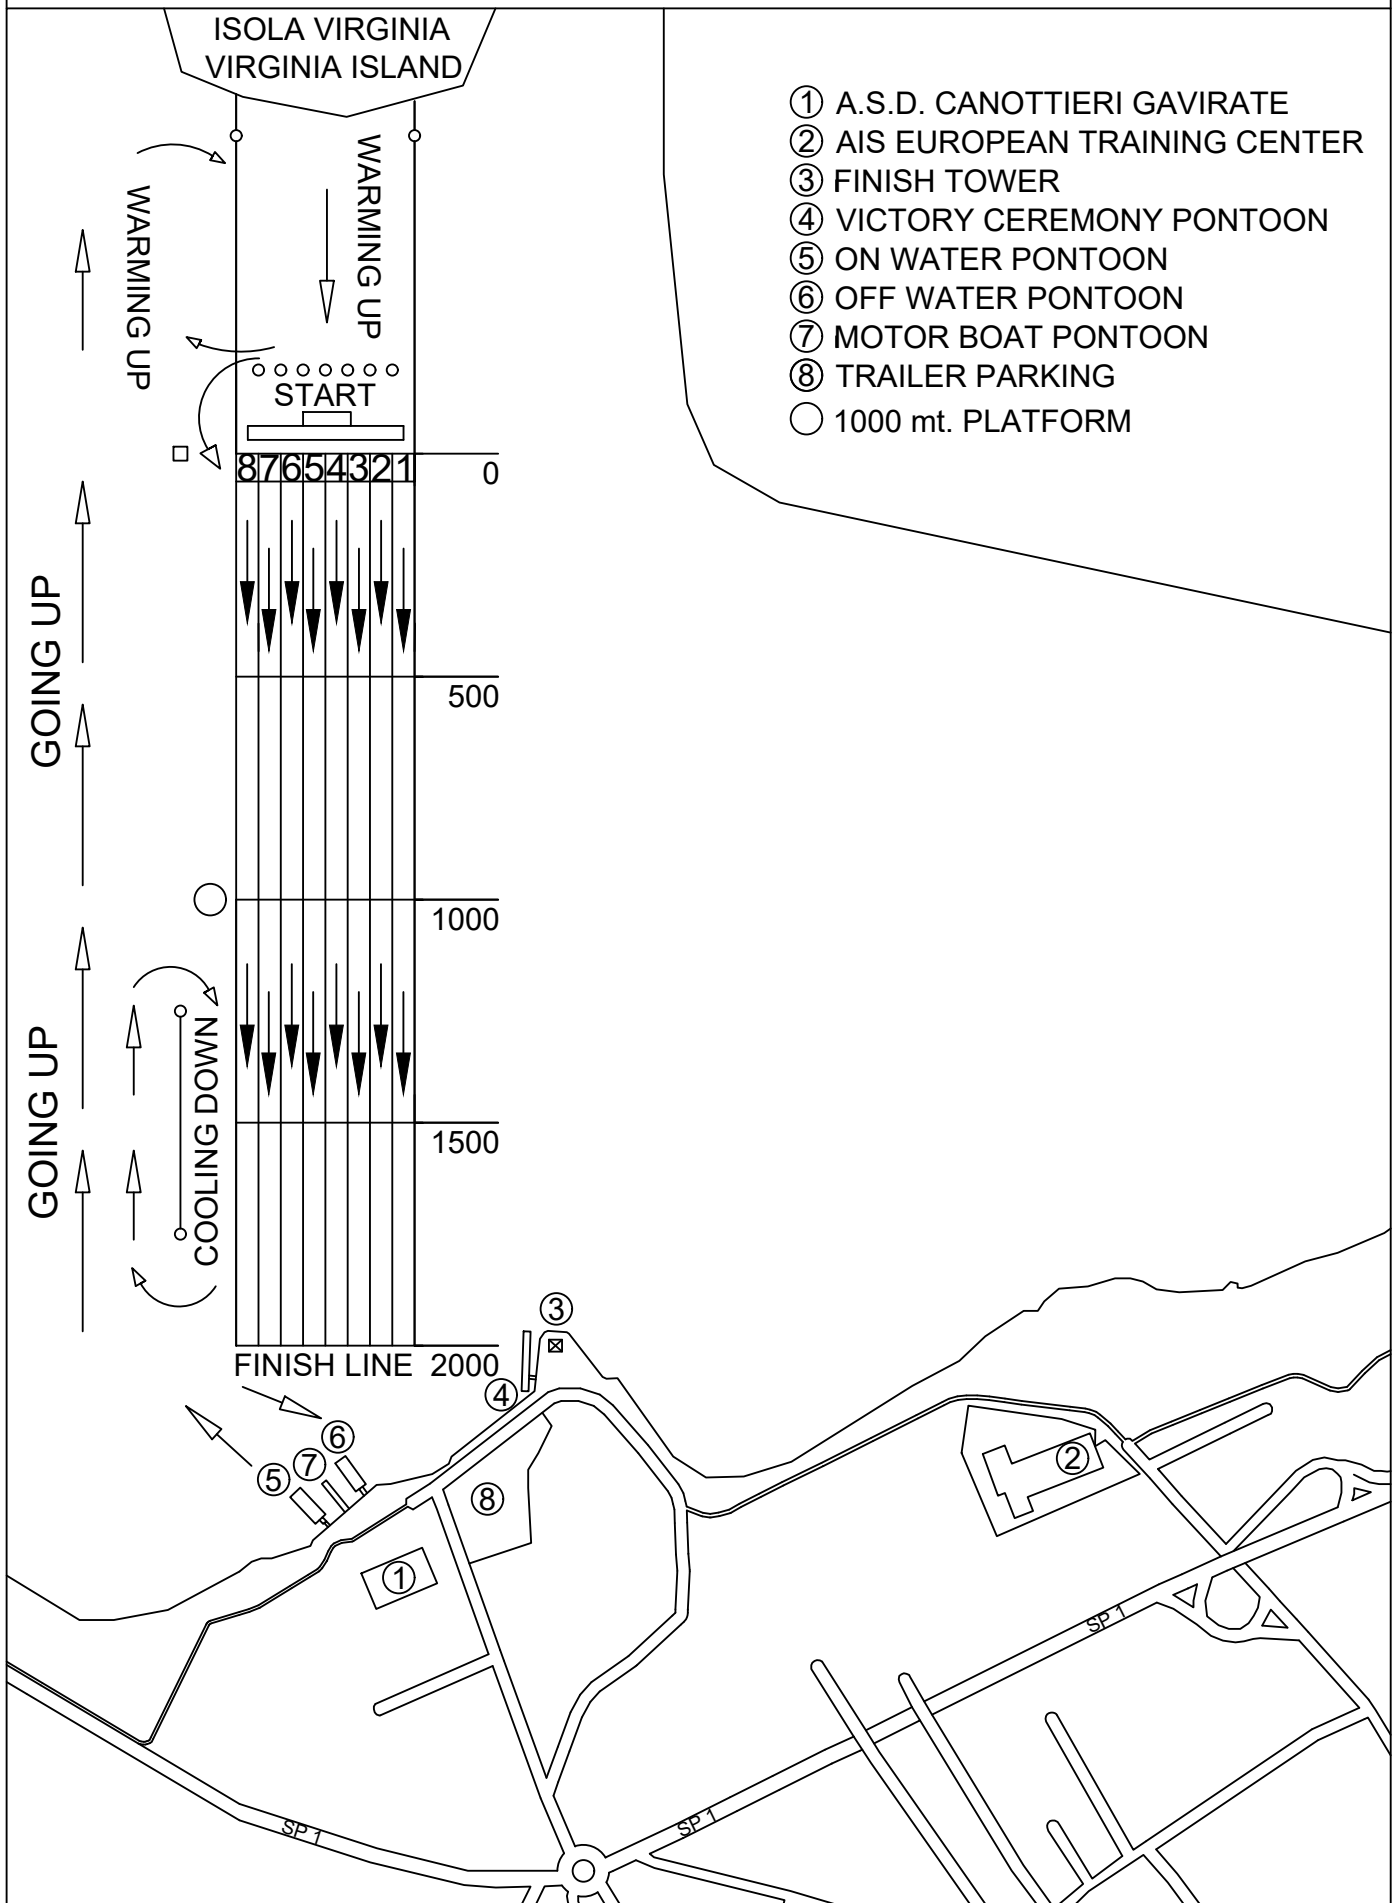 ISOLA VIRGINIA
VIRGINIA ISLAND
① A.S.D. CANOTTIERI GAVIRATE
② AIS EUROPEAN TRAINING CENTER
③ FINISH TOWER
④ VICTORY CEREMONY PONTOON
⑤ ON WATER PONTOON
⑥ OFF WATER PONTOON
⑦ MOTOR BOAT PONTOON
⑧ TRAILER PARKING
1000 mt. PLATFORM
WARMING UP
WARMING UP
START
8 7 6 5 4 3 2 1
0
GOING UP
500
1000
GOING UP
COOLING DOWN
1500
FINISH LINE 2000
③
④
⑥
⑦
⑤
②
⑧
①
SP 1
SP 1
SP 1